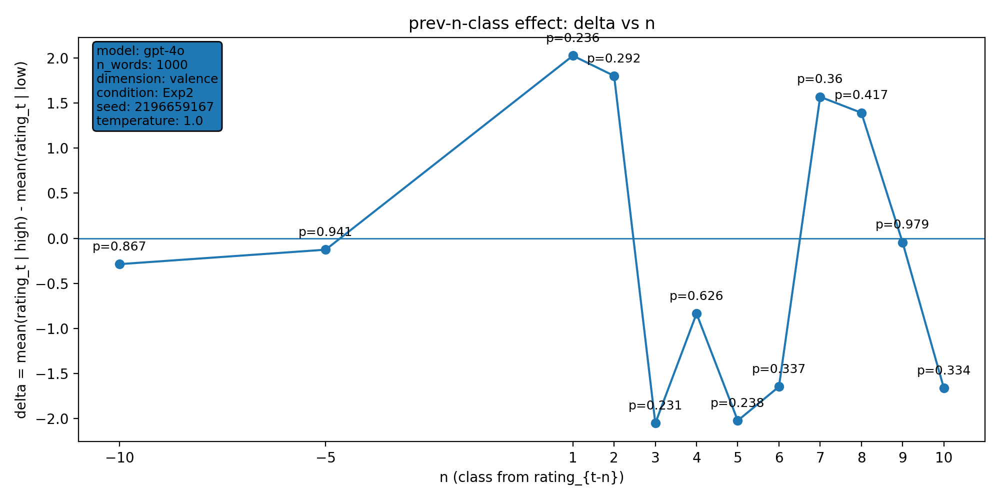 prev-n-class effect: delta vs n
model: gpt-4o
n_words: 1000
dimension: valence
condition: Exp2
seed: 2196659167
temperature: 1.0
delta = mean(rating_t | high) - mean(rating_t | low)
2.0
1.5
1.0
0.5
0.0
−0.5
−1.0
−1.5
−2.0
p=0.867
p=0.941
p=0.236
p=0.292
p=0.231
p=0.626
p=0.238
p=0.337
p=0.36
p=0.417
p=0.979
p=0.334
−10 −5 1 2 3 4 5 6 7 8 9 10
n (class from rating_{t-n})